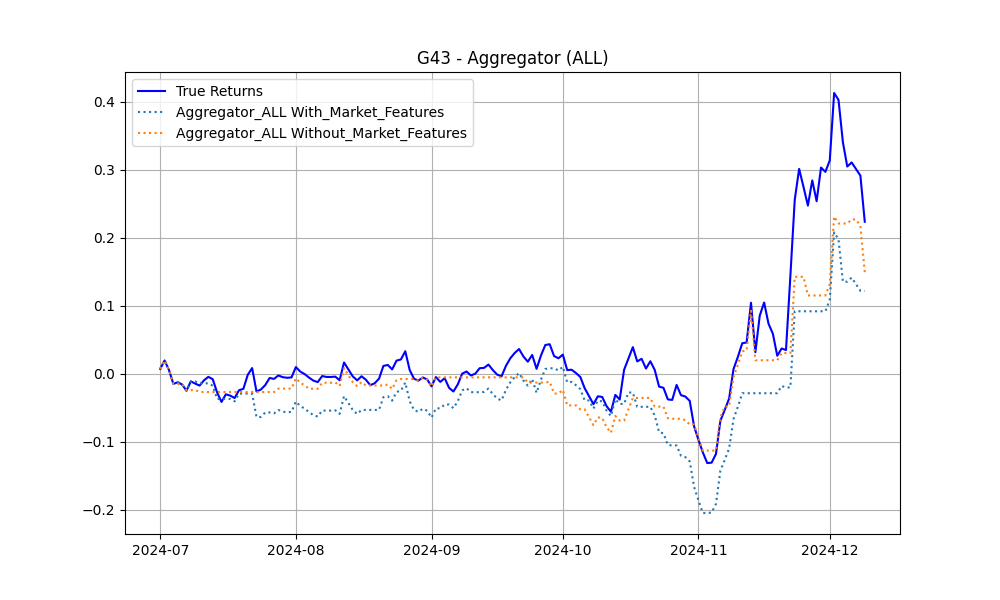 G43 - Aggregator (ALL)
True Returns
Aggregator_ALL With_Market_Features
Aggregator_ALL Without_Market_Features
0.4
0.3
0.2
0.1
0.0
−0.1
−0.2
2024-07 2024-08 2024-09 2024-10 2024-11 2024-12